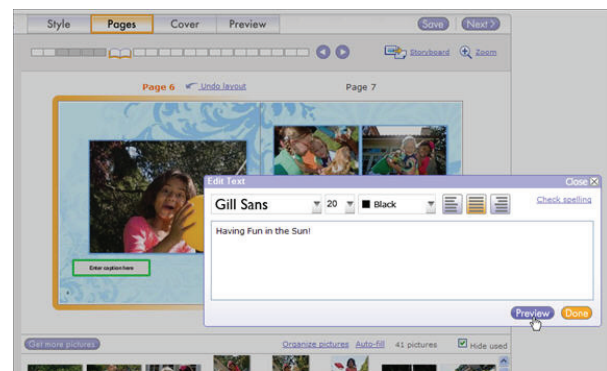 Style Pages Cover Preview Save Next>
Storyboard Zoom
Page 6 Undo layout Page 7
Edit Text Close
Gill Sans 20 Black Check spelling
Having Fun in the Sun!
Enter caption here
Preview Done
Get more pictures Organize pictures Auto-fill 41 pictures Hide used